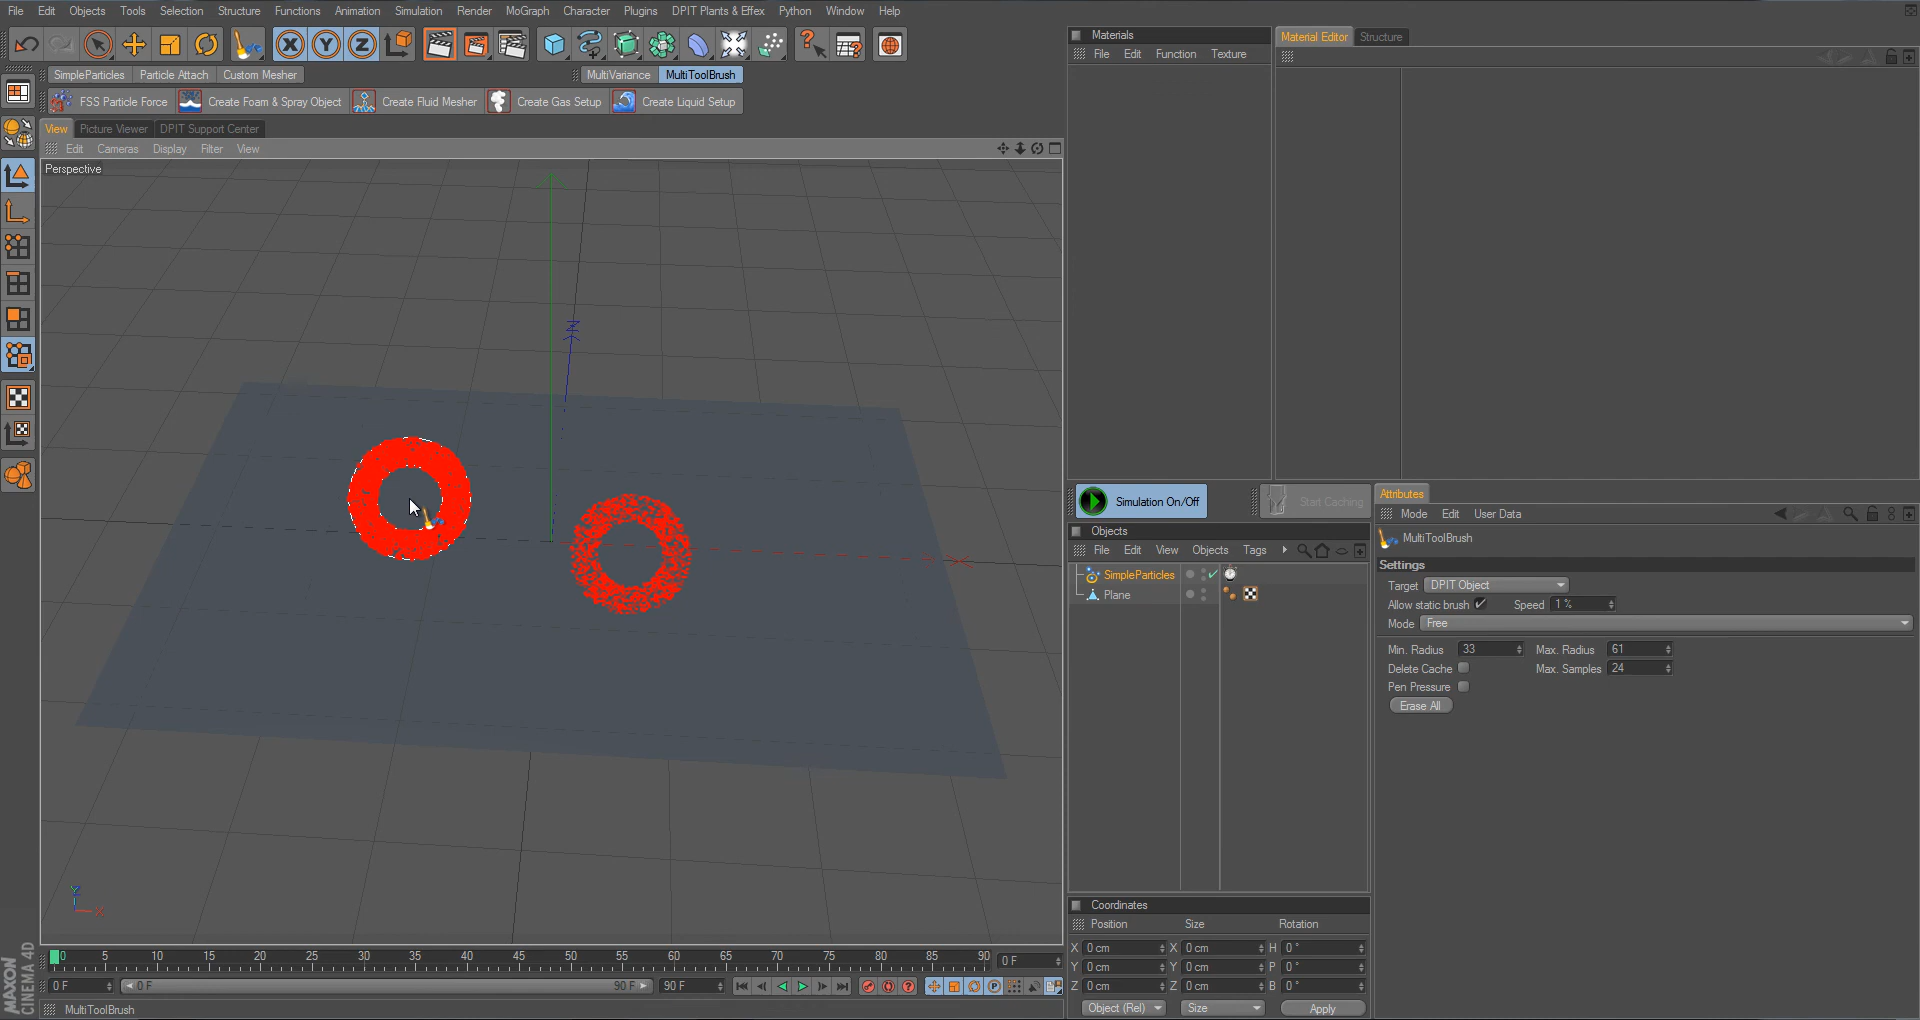 File Edit Objects Tools Selection Structure Functions Animation Simulation Render MoGraph Character Plugins DPIT Plants & Effex Python Window Help
SimpleParticles Particle Attach Custom Mesher MultiVariance MultiToolBrush
FSS Particle Force Create Foam & Spray Object Create Fluid Mesher Create Gas Setup Create Liquid Setup
View Picture Viewer DPIT Support Center
Edit Cameras Display Filter View
Perspective
Z
X
Y
X
Materials
File Edit Function Texture
Material Editor Structure
Simulation On/Off Start Caching
Objects
File Edit View Objects Tags
SimpleParticles
Plane
Attributes
Mode Edit User Data
MultiToolBrush
Settings
Target DPIT Object
Allow static brush Speed 1 %
Mode Free
Min. Radius 33 Max. Radius 61
Delete Cache Max. Samples 24
Pen Pressure
Erase All
Coordinates
Position Size Rotation
X 0 cm X 0 cm H 0 °
Y 0 cm Y 0 cm P 0 °
Z 0 cm Z 0 cm B 0 °
Object (Rel) Size Apply
0 5 10 15 20 25 30 35 40 45 50 55 60 65 70 75 80 85 90 0 F
0 F 0 F 90 F 90 F
MultiToolBrush
MAXON
CINEMA 4D